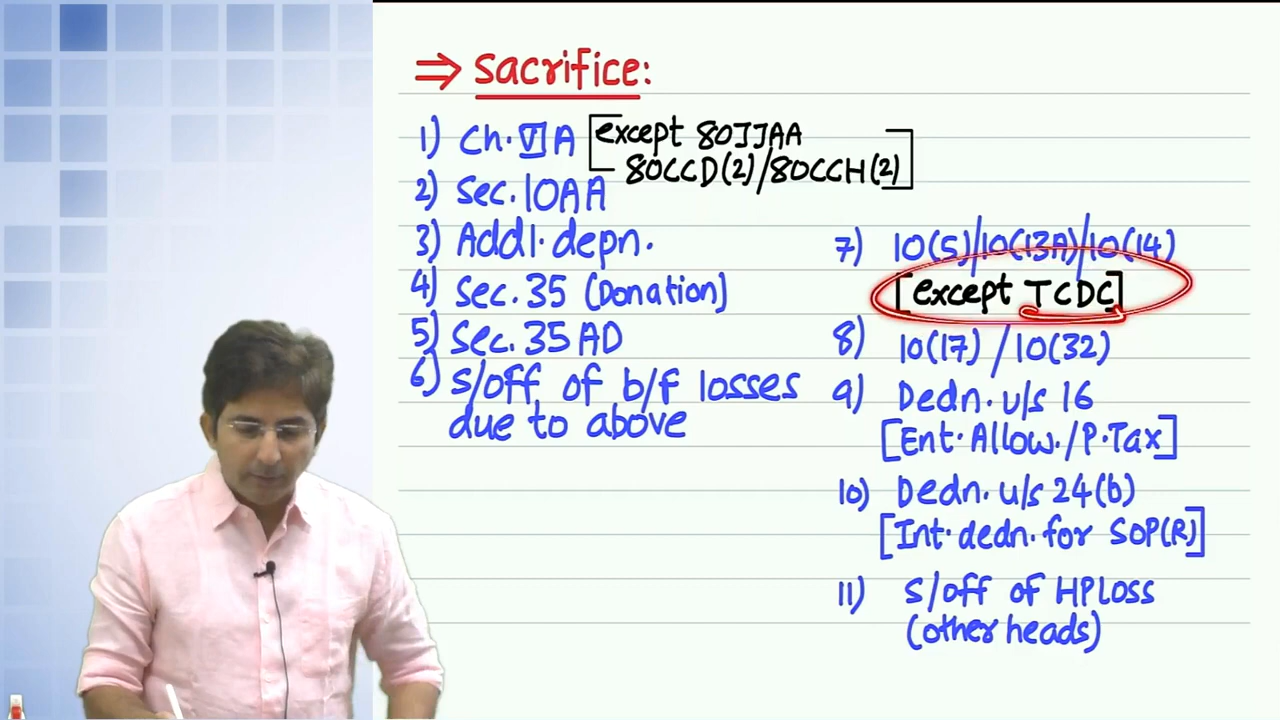 ⇒ Sacrifice:
1) Ch. VI A [except 80JJAA
80CCD(2)/80CCH(2)]
2) Sec. 10AA
3) Addl. depn.
4) Sec. 35 (Donation)
5) Sec. 35 AD
6) S/off of b/f losses
due to above
7) 10(5)/10(13A)/10(14)
[except TCDC]
8) 10(17) / 10(32)
9) Dedn. u/s 16
[Ent. Allow./P.Tax]
10) Dedn. u/s 24(b)
[Int. dedn. for SOP(R)]
11) S/off of HP loss
(other heads)